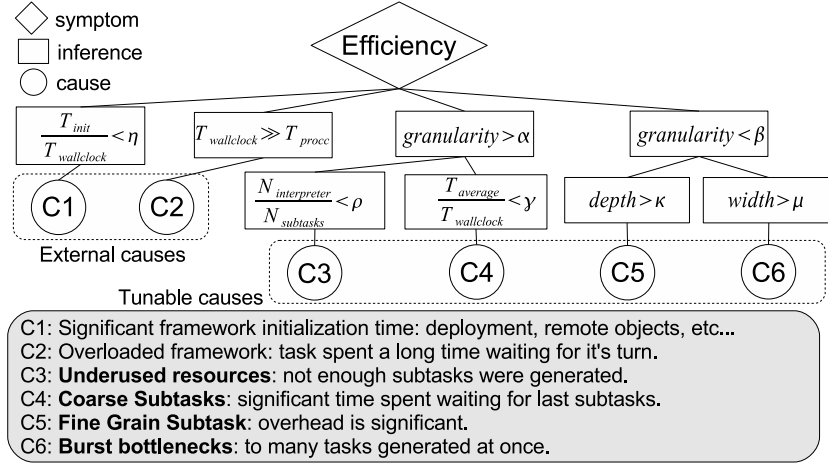 symptom
inference
cause
Efficiency
T_init / T_wallclock < η
T_wallclock ≫ T_procc
granularity > α
granularity < β
N_interpreter / N_subtasks < ρ
T_average / T_wallclock < γ
depth > κ
width > μ
C1
C2
External causes
C3
C4
C5
C6
Tunable causes
C1: Significant framework initialization time: deployment, remote objects, etc...
C2: Overloaded framework: task spent a long time waiting for it's turn.
C3: Underused resources: not enough subtasks were generated.
C4: Coarse Subtasks: significant time spent waiting for last subtasks.
C5: Fine Grain Subtask: overhead is significant.
C6: Burst bottlenecks: to many tasks generated at once.